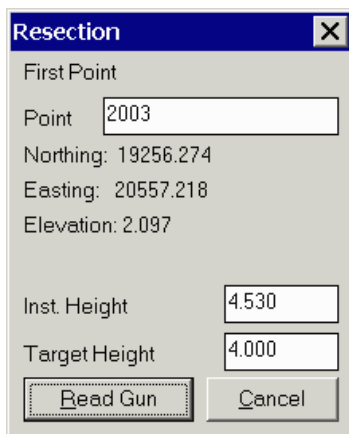 Resection
First Point
Point 2003
Northing: 19256.274
Easting: 20557.218
Elevation: 2.097
Inst. Height 4.530
Target Height 4.000
Read Gun Cancel